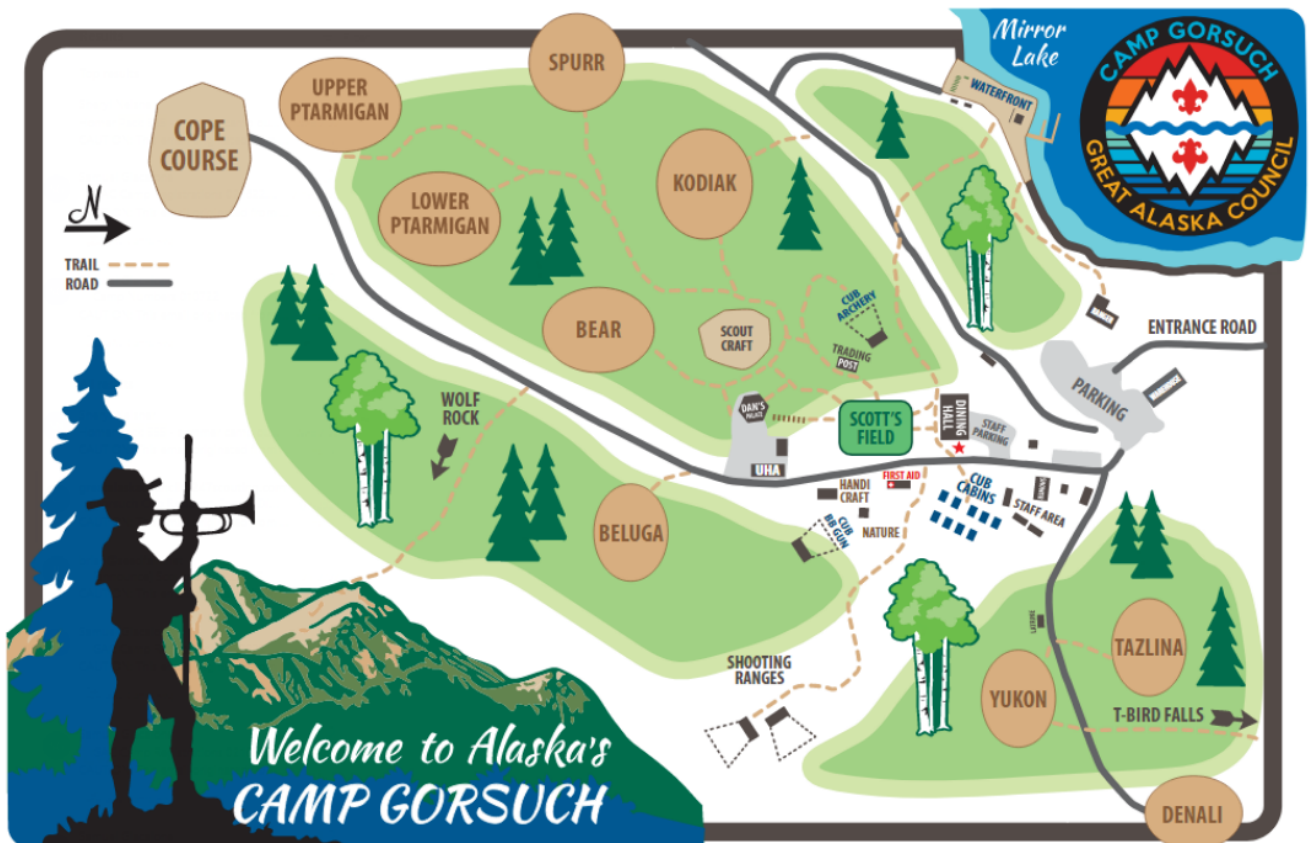 Mirror
Lake
CAMP GORSUCH
GREAT ALASKA COUNCIL
WATERFRONT
SPURR
UPPER
PTARMIGAN
COPE
COURSE
KODIAK
LOWER
PTARMIGAN
N
TRAIL
ROAD
CUB
ARCHERY
RANGER
BEAR
SCOUT
CRAFT
TRADING
POST
ENTRANCE ROAD
PARKING
WOLF
ROCK
DAN'S
PALACE
SCOTT'S
FIELD
DINING
HALL
STAFF
PARKING
UHA
FIRST AID
HANDI
CRAFT
CUB
CABINS
STAFF AREA
BELUGA
CUB
BB GUN
NATURE
LATRINE
TAZLINA
SHOOTING
RANGES
YUKON
T-BIRD FALLS
DENALI
Welcome to Alaska's
CAMP GORSUCH